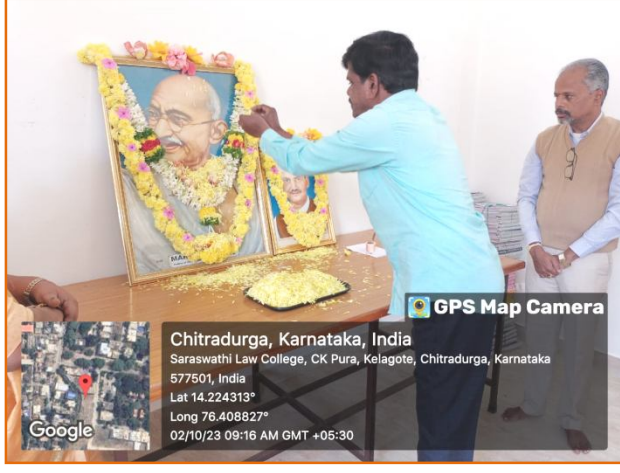 MA
GPS Map Camera
Chitradurga, Karnataka, India
Saraswathi Law College, CK Pura, Kelagote, Chitradurga, Karnataka
577501, India
Lat 14.224313°
Long 76.408827°
02/10/23 09:16 AM GMT +05:30
Google